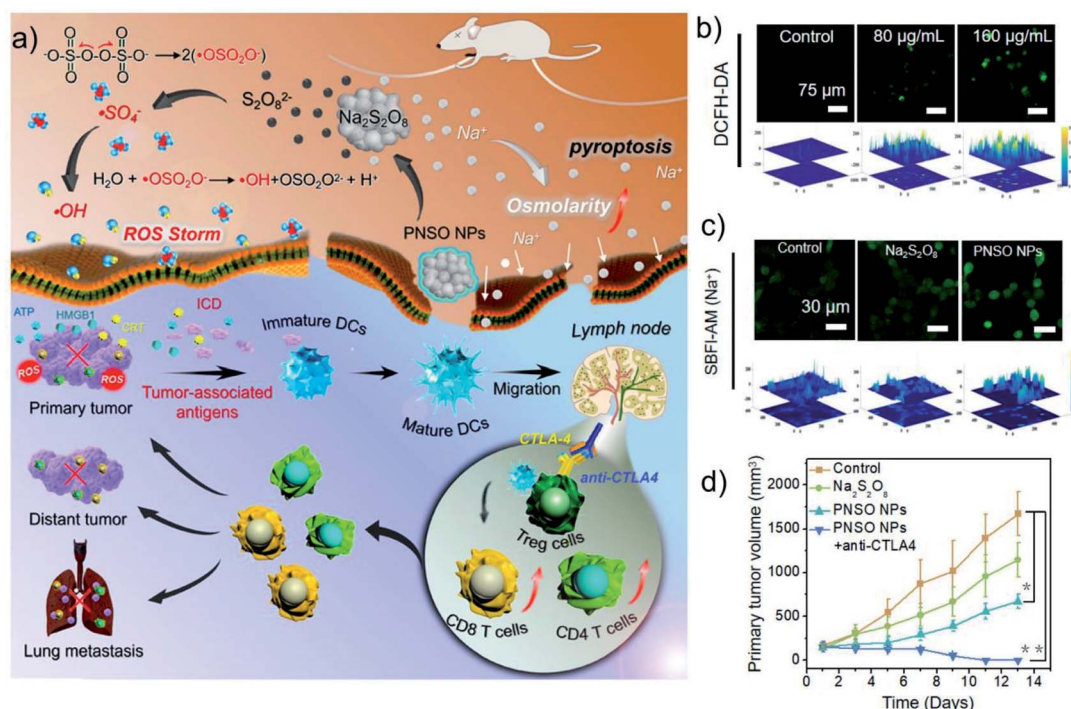 a)
O O O O
-O-S-O-O-S-O- → 2(•OSO₂O⁻)
O O
S₂O₈²⁻
Na₂S₂O₈
•SO₄⁻
Na⁺
pyroptosis
Na⁺
H₂O + •OSO₂O⁻ → •OH+OSO₂O²⁻ + H⁺
•OH
Osmolarity
ROS Storm
PNSO NPs
Na⁺
ATP
HMGB1
CRT
ICD
Immature DCs
Lymph node
ROS
ROS
Primary tumor
Tumor-associated
antigens
Mature DCs
Migration
CTLA-4
anti-CTLA4
Treg cells
Distant tumor
CD8 T cells
CD4 T cells
Lung metastasis
b)
DCFH-DA
Control
80 µg/mL
160 µg/mL
75 µm
c)
SBFI-AM (Na⁺)
Control
Na₂S₂O₈
PNSO NPs
30 µm
d)
Primary tumor volume (mm³)
2000
1500
1000
500
0
Control
Na₂S₂O₈
PNSO NPs
PNSO NPs
+anti-CTLA4
*
**
0 2 4 6 8 10 12 14
Time (Days)